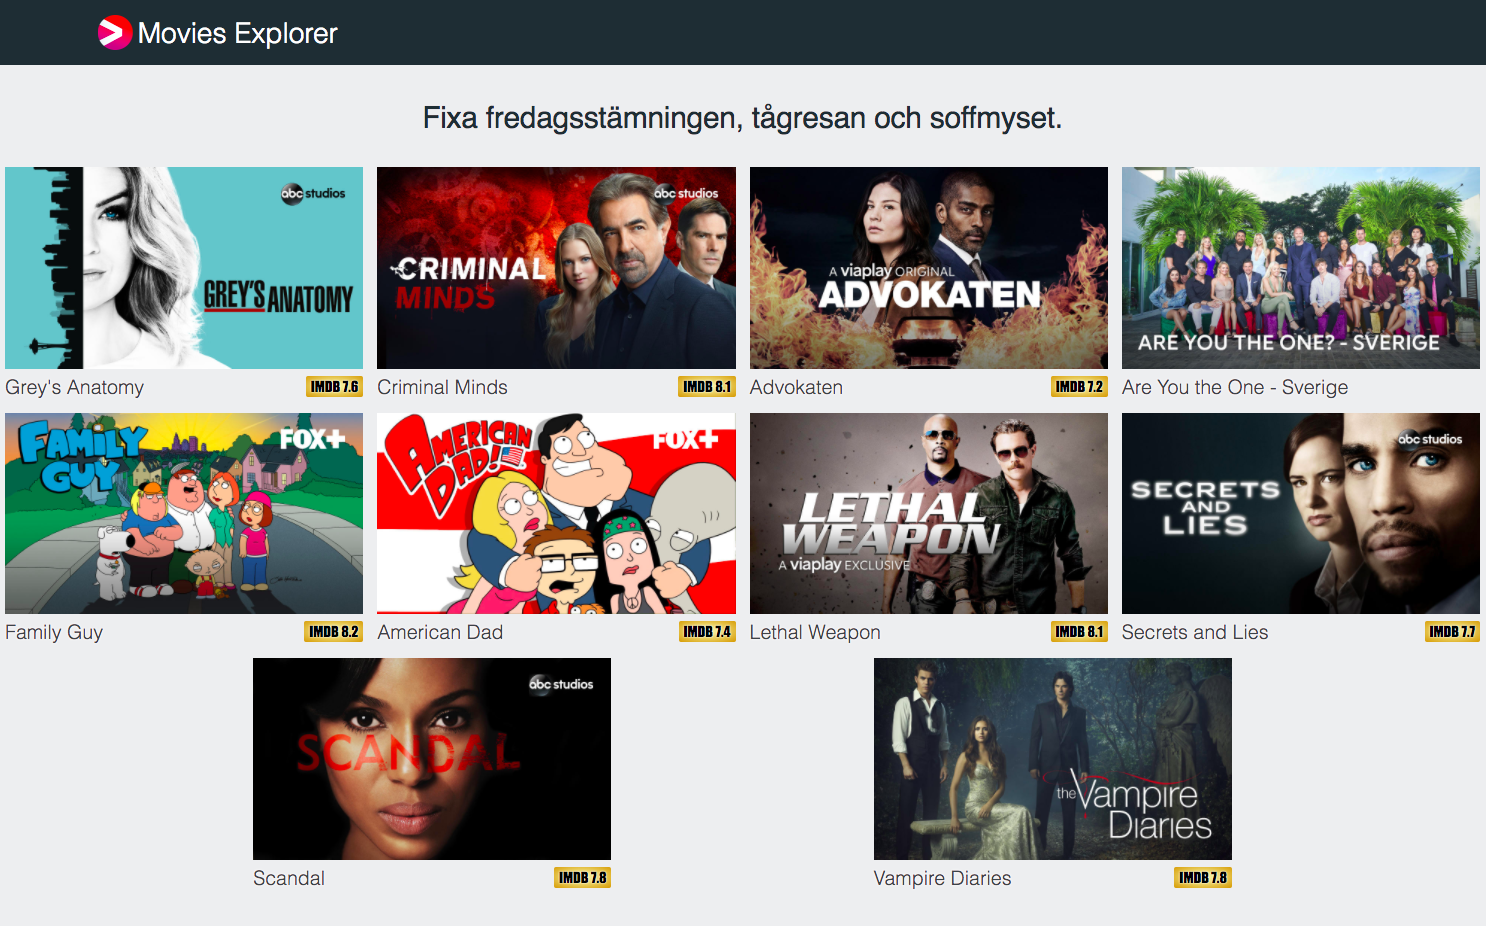 Movies Explorer
Fixa fredagsstämningen, tågresan och soffmyset.
abc studios
GREY'S ANATOMY
Grey's Anatomy
IMDB 7.6
abc studios
CRIMINAL
MINDS
Criminal Minds
IMDB 8.1
A viaplay ORIGINAL
ADVOKATEN
Advokaten
IMDB 7.2
ARE YOU THE ONE? - SVERIGE
Are You the One - Sverige
FAMILY
GUY
FOX+
Family Guy
IMDB 8.2
AMERICAN
DAD!
FOX+
American Dad
IMDB 7.4
LETHAL
WEAPON
A viaplay EXCLUSIVE
Lethal Weapon
IMDB 8.1
abc studios
SECRETS
AND
LIES
Secrets and Lies
IMDB 7.7
abc studios
SCANDAL
Scandal
IMDB 7.8
the Vampire
Diaries
Vampire Diaries
IMDB 7.8